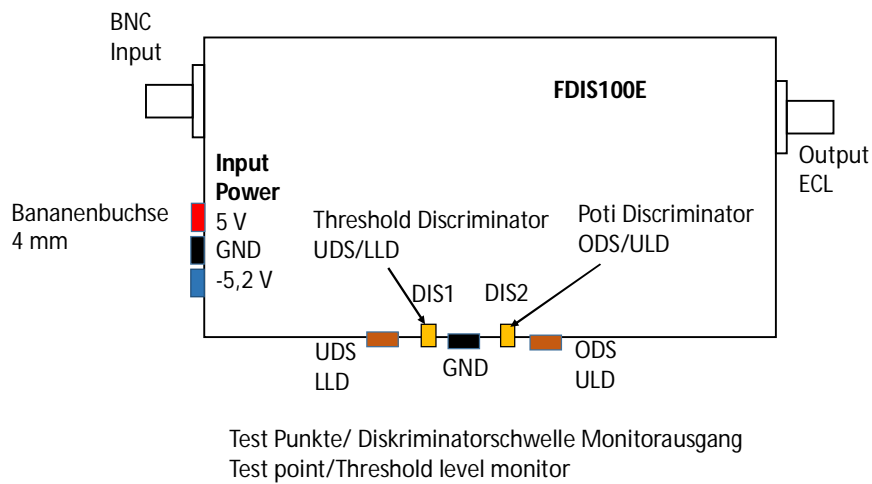 BNC
Input
FDIS100E
Output
ECL
Input
Power
Bananenbuchse
4 mm
5 V
GND
-5,2 V
Threshold Discriminator
UDS/LLD
Poti Discriminator
ODS/ULD
DIS1
DIS2
UDS
LLD
GND
ODS
ULD
Test Punkte/ Diskriminatorschwelle Monitorausgang
Test point/Threshold level monitor